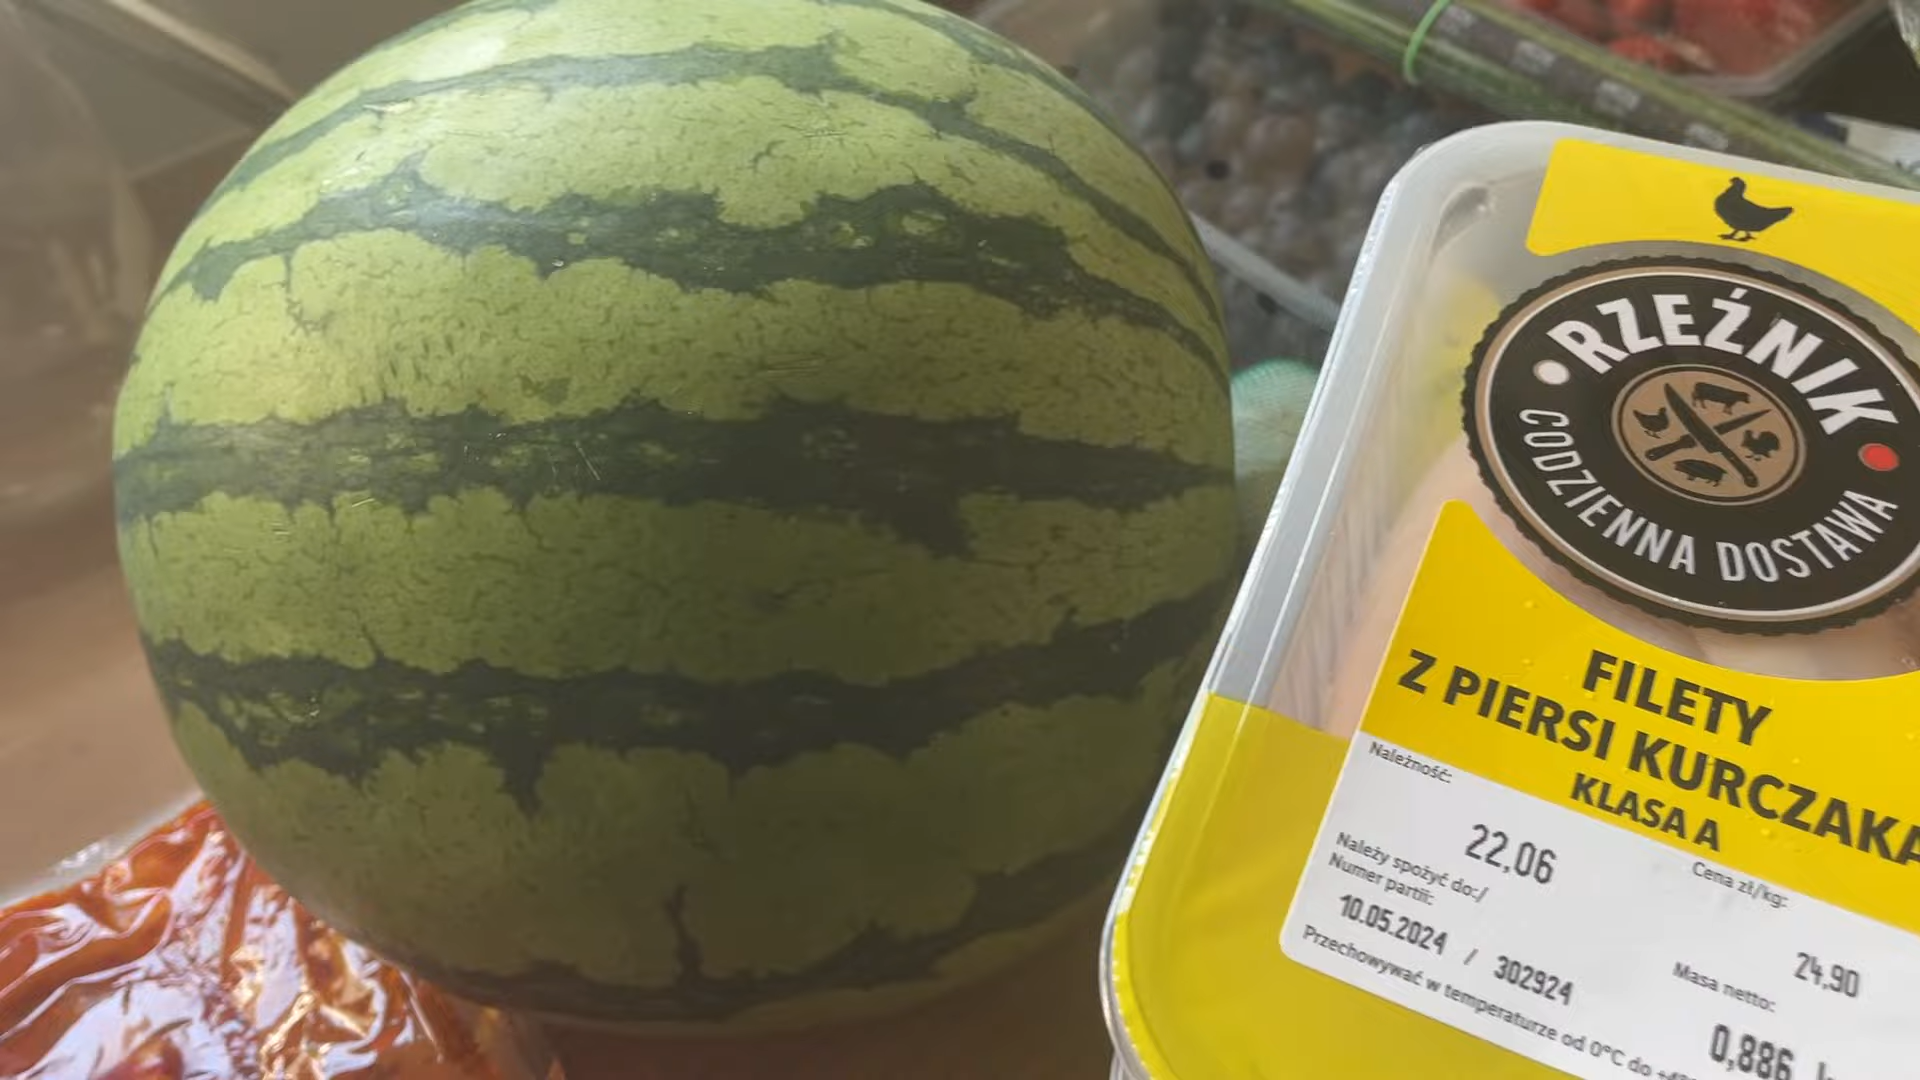 RZEŹNIK
CODZIENNA DOSTAWA
FILETY
Z PIERSI KURCZAKA
KLASA A
Należność:
22,06
Cena zł/kg:
24,90
Należy spożyć do:/
Numer partii:
10.05.2024 / 302924
Masa netto:
0,886
Przechowywać w temperaturze od 0°C do